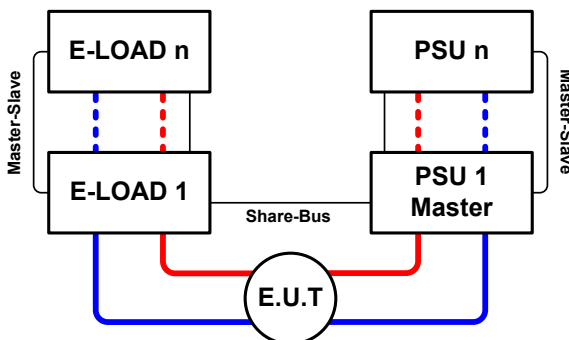 E-LOAD n
PSU n
Master-Slave
Master-Slave
E-LOAD 1
PSU 1
Master
Share-Bus
E.U.T